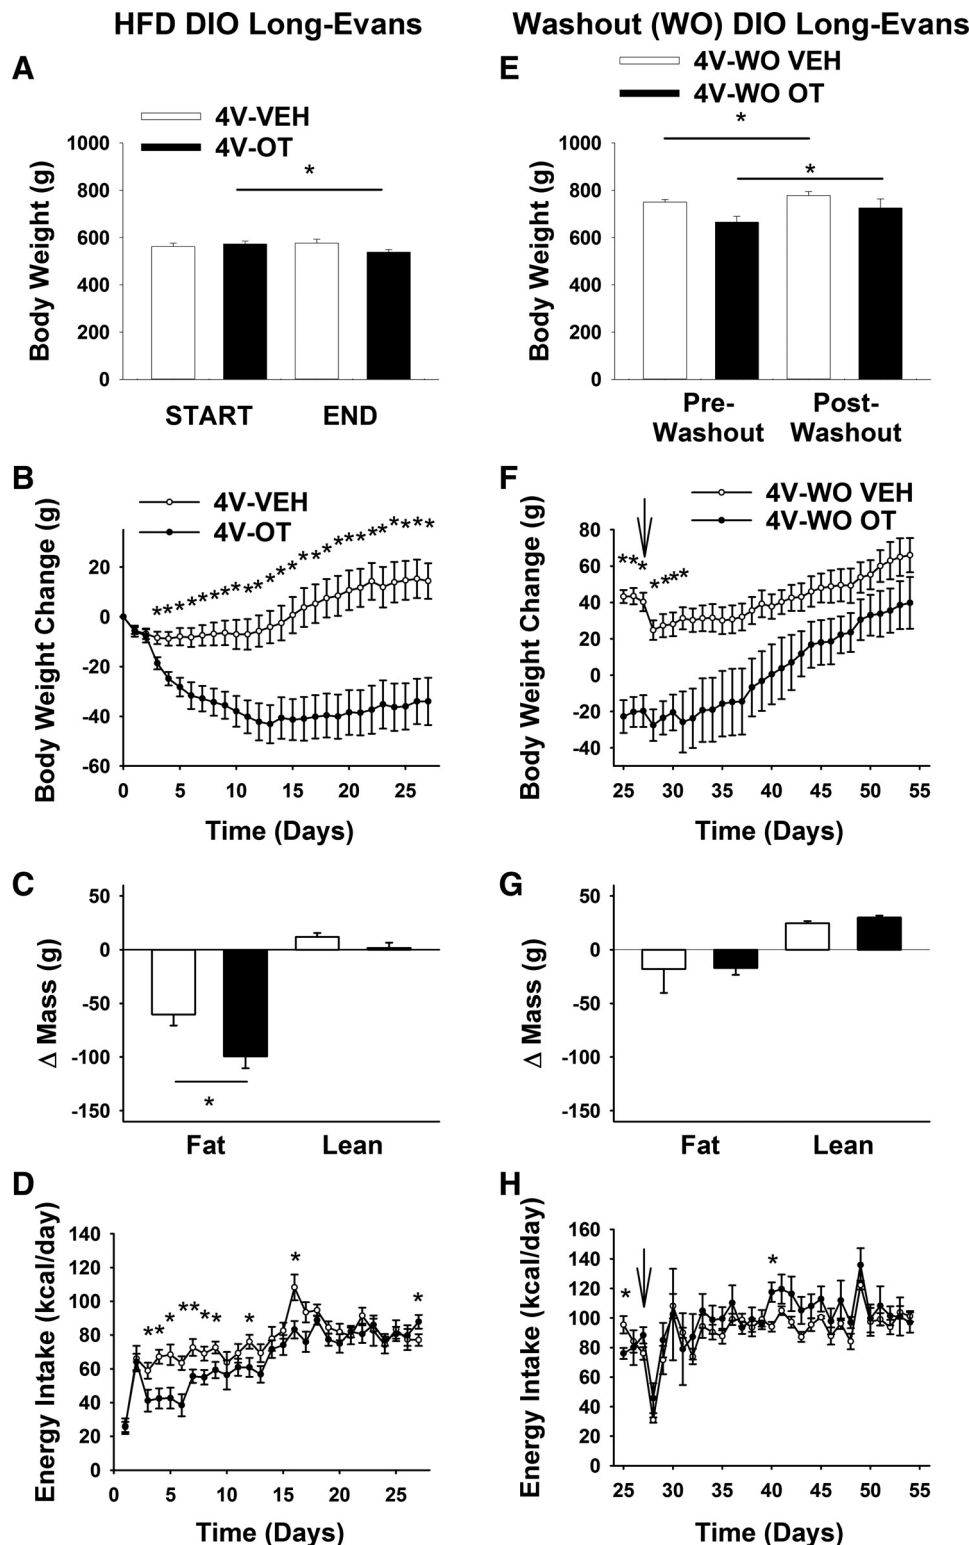 HFD DIO Long-Evans
Washout (WO) DIO Long-Evans
A
4V-VEH
4V-OT
*
Body Weight (g)
1000
800
600
400
200
0
START
END
E
4V-WO VEH
4V-WO OT
*
*
Body Weight (g)
1000
800
600
400
200
0
Pre-
Washout
Post-
Washout
B
4V-VEH
4V-OT
*************************
Body Weight Change (g)
20
0
-20
-40
-60
0 5 10 15 20 25
Time (Days)
F
4V-WO VEH
4V-WO OT
*******
Body Weight Change (g)
80
60
40
20
0
-20
-40
25 30 35 40 45 50 55
Time (Days)
C
Δ Mass (g)
50
0
-50
-100
-150
*
Fat
Lean
G
Δ Mass (g)
50
0
-50
-100
-150
Fat
Lean
D
Energy Intake (kcal/day)
140
120
100
80
60
40
20
0
*** ** ** * * *
0 5 10 15 20 25
Time (Days)
H
Energy Intake (kcal/day)
160
140
120
100
80
60
40
20
0
* *
25 30 35 40 45 50 55
Time (Days)